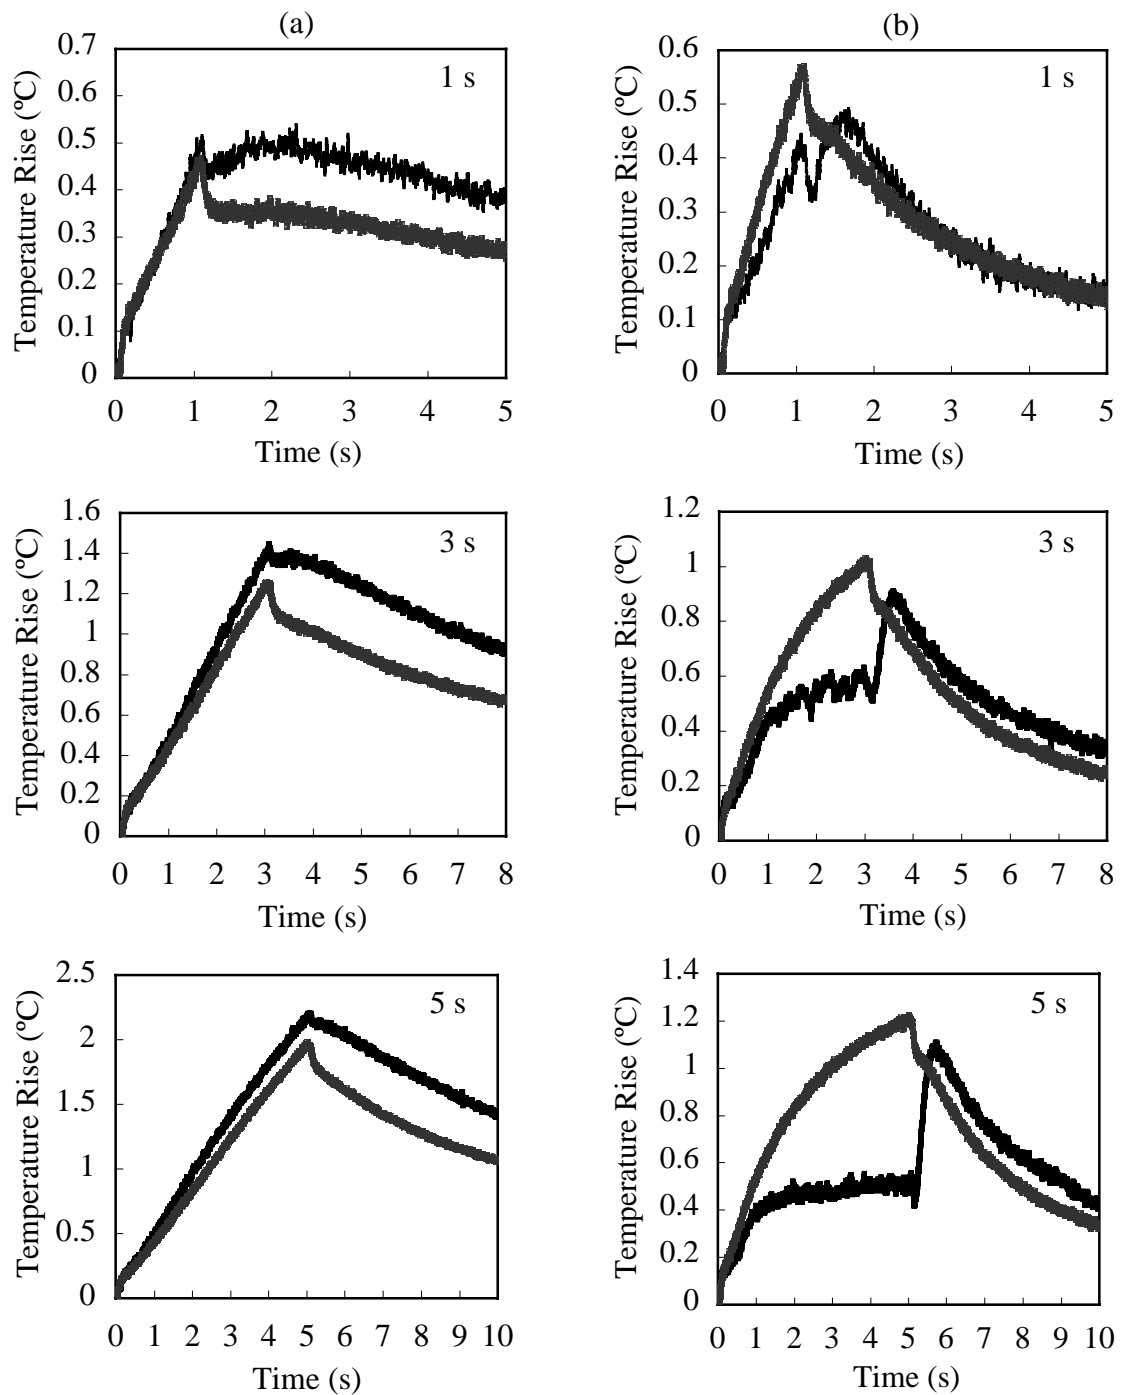 (a)
(b)
Temperature Rise (ºC)
0.7
0.6
0.5
0.4
0.3
0.2
0.1
0
1 s
0 1 2 3 4 5
Time (s)
Temperature Rise (ºC)
0.6
0.5
0.4
0.3
0.2
0.1
0
1 s
0 1 2 3 4 5
Time (s)
Temperature Rise (ºC)
1.6
1.4
1.2
1
0.8
0.6
0.4
0.2
0
3 s
0 1 2 3 4 5 6 7 8
Time (s)
Temperature Rise (ºC)
1.2
1
0.8
0.6
0.4
0.2
0
3 s
0 1 2 3 4 5 6 7 8
Time (s)
Temperature Rise (ºC)
2.5
2
1.5
1
0.5
0
5 s
0 1 2 3 4 5 6 7 8 9 10
Time (s)
Temperature Rise (ºC)
1.4
1.2
1
0.8
0.6
0.4
0.2
0
5 s
0 1 2 3 4 5 6 7 8 9 10
Time (s)